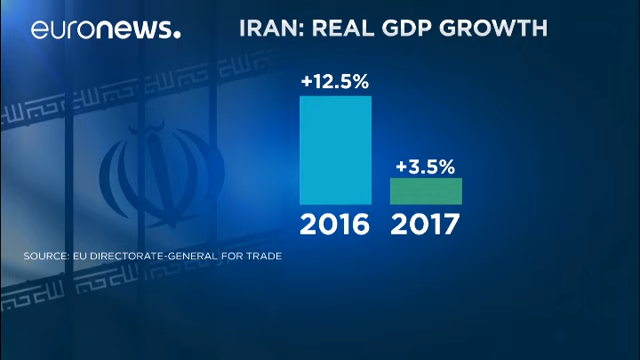 euronews.
IRAN: REAL GDP GROWTH
+12.5%
+3.5%
2016 2017
SOURCE: EU DIRECTORATE-GENERAL FOR TRADE